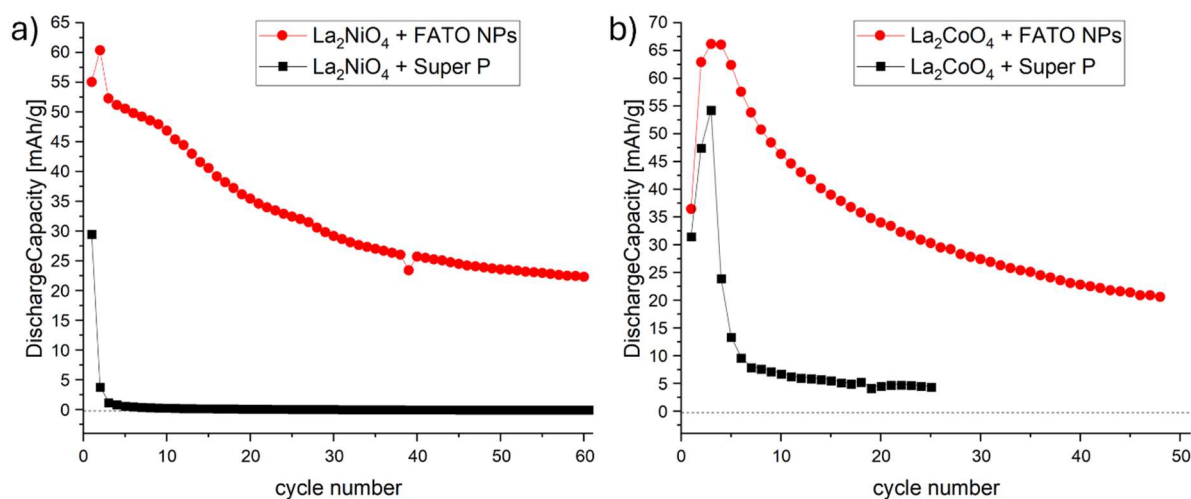 a)
65
60
55
50
45
40
35
30
25
20
15
10
5
0
DischargeCapacity [mAh/g]
La₂NiO₄ + FATO NPs
La₂NiO₄ + Super P
0 10 20 30 40 50 60
cycle number
b)
70
65
60
55
50
45
40
35
30
25
20
15
10
5
0
DischargeCapacity [mAh/g]
La₂CoO₄ + FATO NPs
La₂CoO₄ + Super P
0 10 20 30 40 50
cycle number